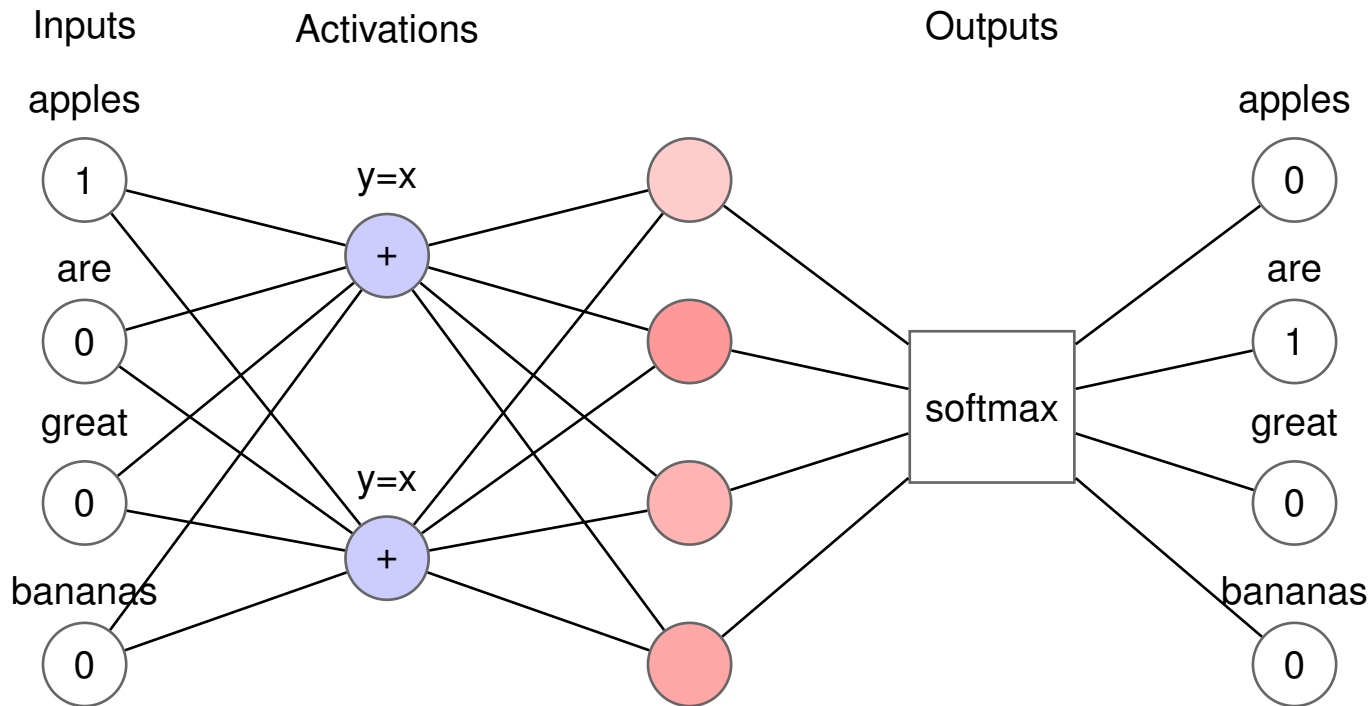 Inputs
Activations
Outputs
apples
1
are
0
great
0
bananas
0
y=x
+
y=x
+
softmax
apples
0
are
1
great
0
bananas
0